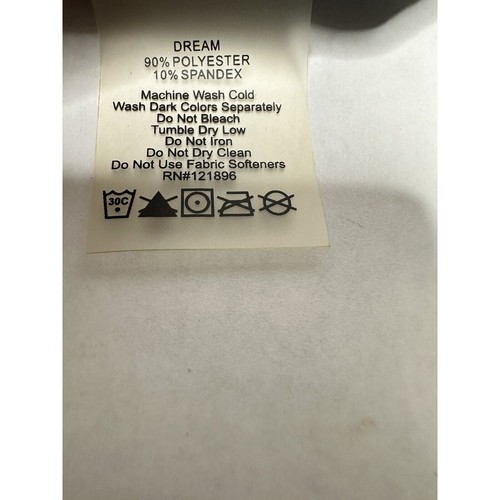 DREAM
90% POLYESTER
10% SPANDEX
Machine Wash Cold
Wash Dark Colors Separately
Do Not Bleach
Tumble Dry Low
Do Not Iron
Do Not Dry Clean
Do Not Use Fabric Softeners
RN#121896
30C